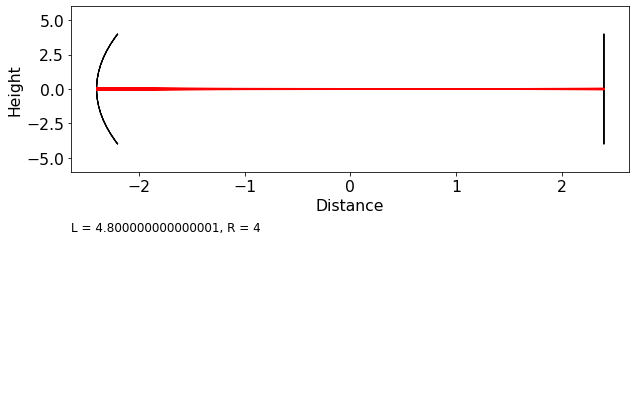 5.0
2.5
0.0
−2.5
−5.0
Height
−2 −1 0 1 2
Distance
L = 4.800000000000001, R = 4